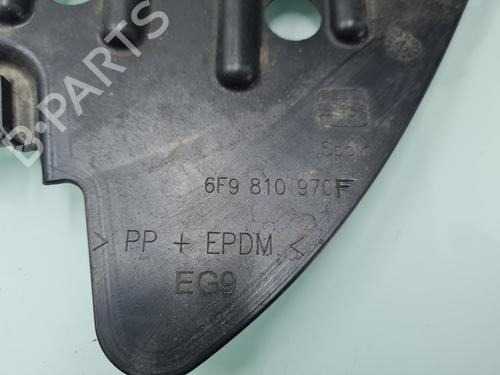 B-PARTS
Spain
6F9 810 970F
> PP + EPDM <
EG9